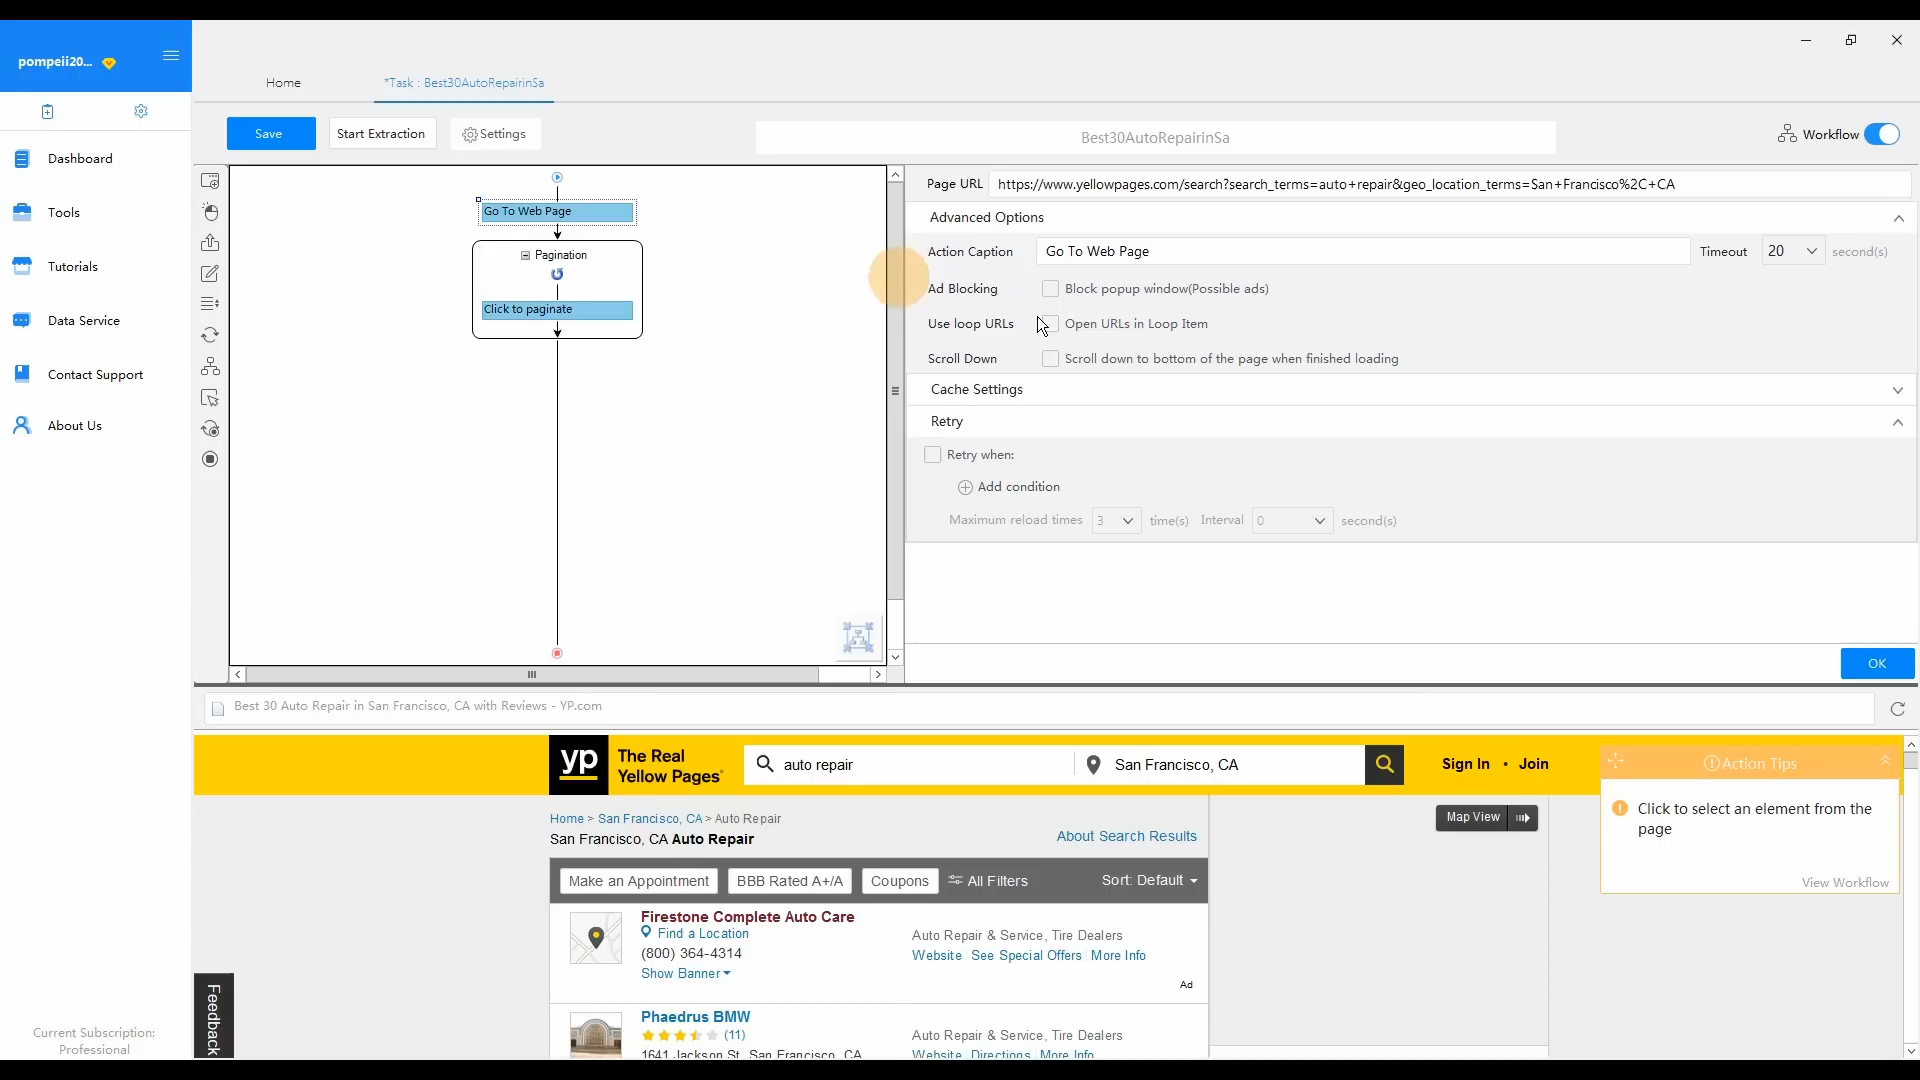 pompeii20...
Home
*Task : Best30AutoRepairinSa
Save
Start Extraction
Settings
Best30AutoRepairinSa
Workflow
Dashboard
Tools
Tutorials
Data Service
Contact Support
About Us
Current Subscription:
Professional
Go To Web Page
Pagination
Click to paginate
Page URL https://www.yellowpages.com/search?search_terms=auto+repair&geo_location_terms=San+Francisco%2C+CA
Advanced Options
Action Caption Go To Web Page Timeout 20 second(s)
Ad Blocking Block popup window(Possible ads)
Use loop URLs Open URLs in Loop Item
Scroll Down Scroll down to bottom of the page when finished loading
Cache Settings
Retry
Retry when:
Add condition
Maximum reload times 3 time(s) Interval 0 second(s)
OK
Best 30 Auto Repair in San Francisco, CA with Reviews - YP.com
yp The Real
Yellow Pages
auto repair San Francisco, CA
Sign In • Join
Action Tips
Click to select an element from the
page
View Workflow
Home > San Francisco, CA > Auto Repair
San Francisco, CA Auto Repair
About Search Results
Map View
Make an Appointment BBB Rated A+/A Coupons All Filters Sort: Default
Firestone Complete Auto Care
Find a Location
(800) 364-4314
Show Banner
Auto Repair & Service, Tire Dealers
Website See Special Offers More Info
Ad
Phaedrus BMW
(11)
1641 Jackson St, San Francisco, CA
Auto Repair & Service, Tire Dealers
Website Directions More Info
Feedback